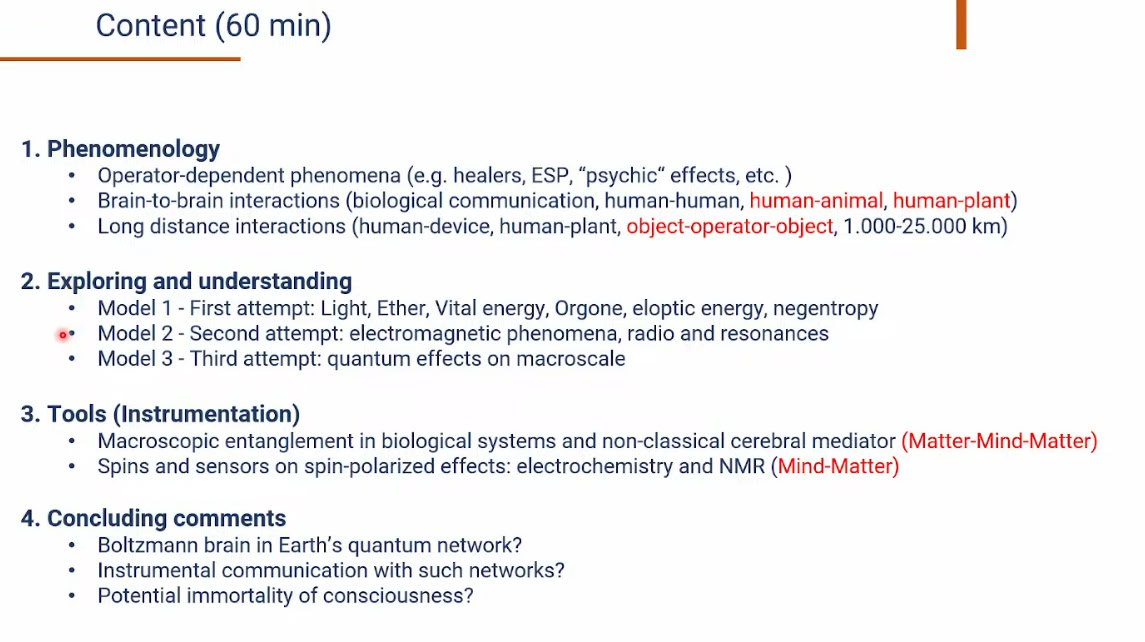 Content (60 min)
1. Phenomenology
• Operator-dependent phenomena (e.g. healers, ESP, “psychic“ effects, etc. )
• Brain-to-brain interactions (biological communication, human-human, human-animal, human-plant)
• Long distance interactions (human-device, human-plant, object-operator-object, 1.000-25.000 km)
2. Exploring and understanding
• Model 1 - First attempt: Light, Ether, Vital energy, Orgone, eloptic energy, negentropy
• Model 2 - Second attempt: electromagnetic phenomena, radio and resonances
• Model 3 - Third attempt: quantum effects on macroscale
3. Tools (Instrumentation)
• Macroscopic entanglement in biological systems and non-classical cerebral mediator (Matter-Mind-Matter)
• Spins and sensors on spin-polarized effects: electrochemistry and NMR (Mind-Matter)
4. Concluding comments
• Boltzmann brain in Earth’s quantum network?
• Instrumental communication with such networks?
• Potential immortality of consciousness?